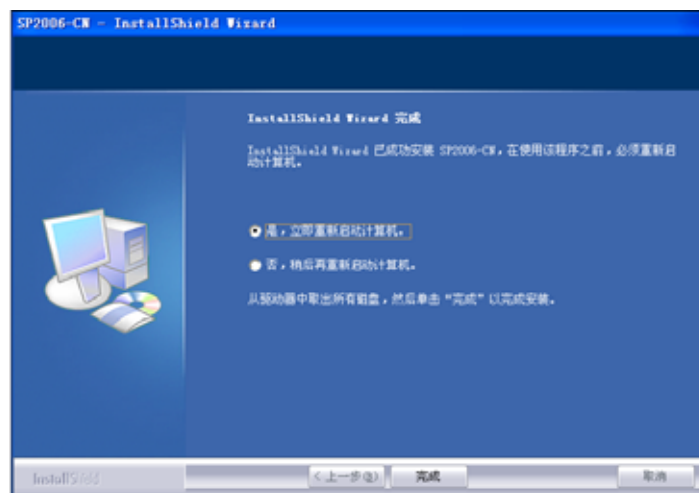 SP2006-CN - InstallShield Wizard
InstallShield Wizard 完成
InstallShield Wizard 已成功安装 SP2006-CN，在使用该程序之前，必须重新启
动计算机。
是，立即重新启动计算机。
否，稍后再重新启动计算机。
从驱动器中取出所有磁盘，然后单击“完成”以完成安装。
InstallShield
< 上一步(B)
完成
取消